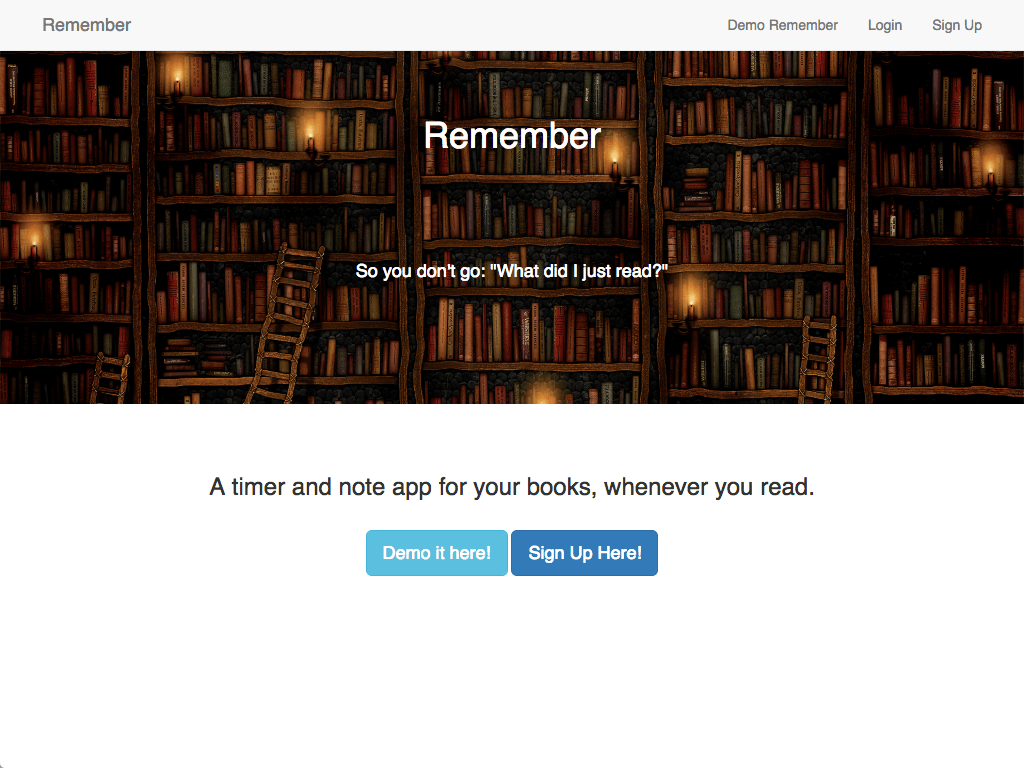 Remember
Demo Remember
Login
Sign Up
Remember
So you don't go: "What did I just read?"
A timer and note app for your books, whenever you read.
Demo it here!
Sign Up Here!